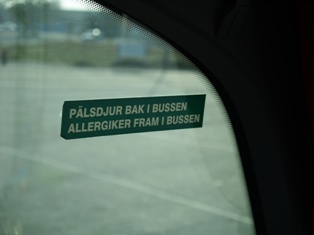 PÄLSDJUR BAK I BUSSEN
ALLERGIKER FRAM I BUSSEN